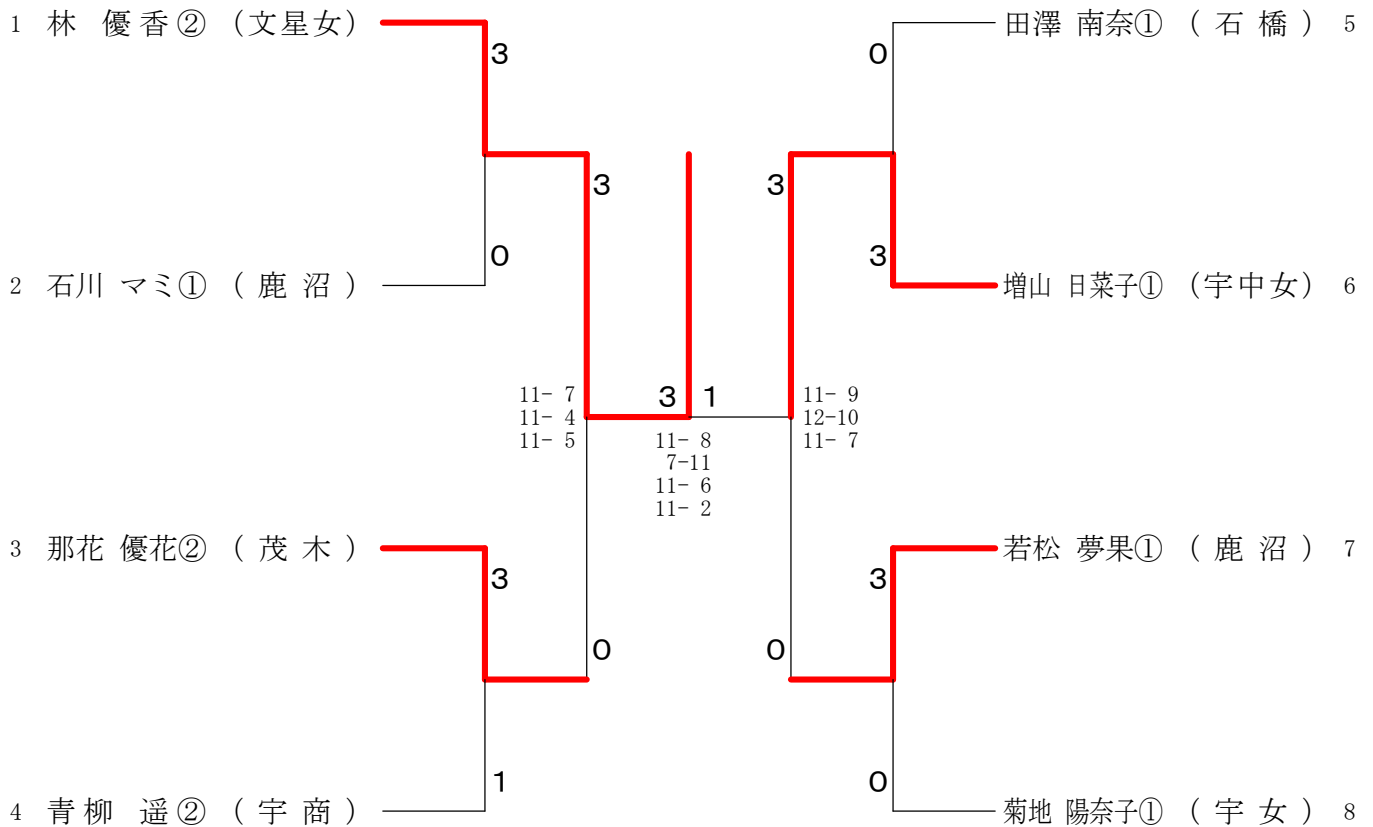 1 林 優香② (文星女)
3
0
2 石川 マミ① ( 鹿 沼 )
3
11- 7
11- 4
11- 5
3 那花 優花② ( 茂 木 )
3
0
1
4 青柳 遥② ( 宇 商 )
3 1
11- 8
7-11
11- 6
11- 2
田澤 南奈① ( 石 橋 ) 5
0
3
3
増山 日菜子① (宇中女) 6
11- 9
12-10
11- 7
若松 夢果① ( 鹿 沼 ) 7
3
0
0
菊地 陽奈子① ( 宇 女 ) 8